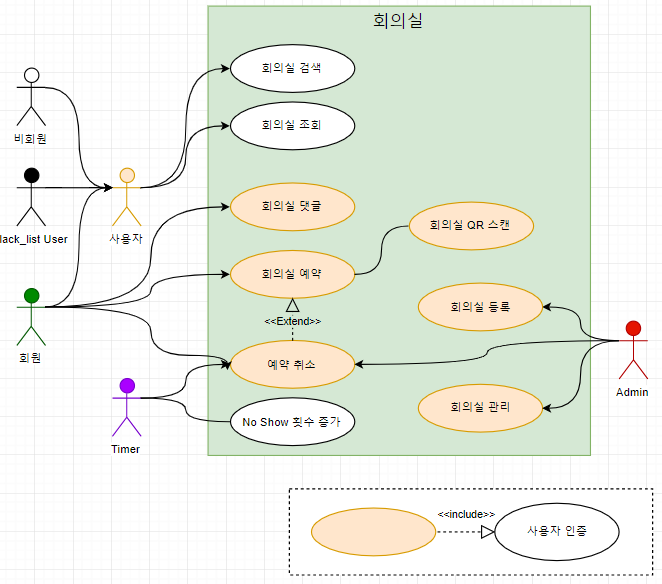 회의실
회의실 검색
회의실 조회
비회원
lack_list User
사용자
회의실 댓글
회의실 QR 스캔
회의실 예약
회의실 등록
<<Extend>>
회원
예약 취소
Admin
회의실 관리
No Show 횟수 증가
Timer
<<include>>
사용자 인증